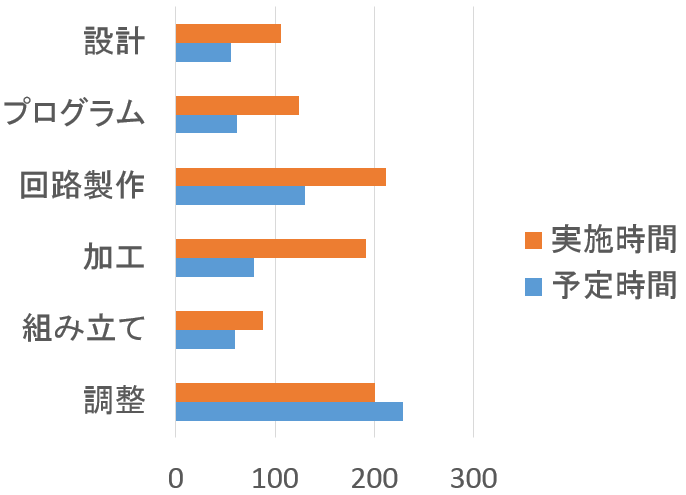 設計
プログラム
回路製作
加工
組み立て
調整
実施時間
予定時間
0 100 200 300